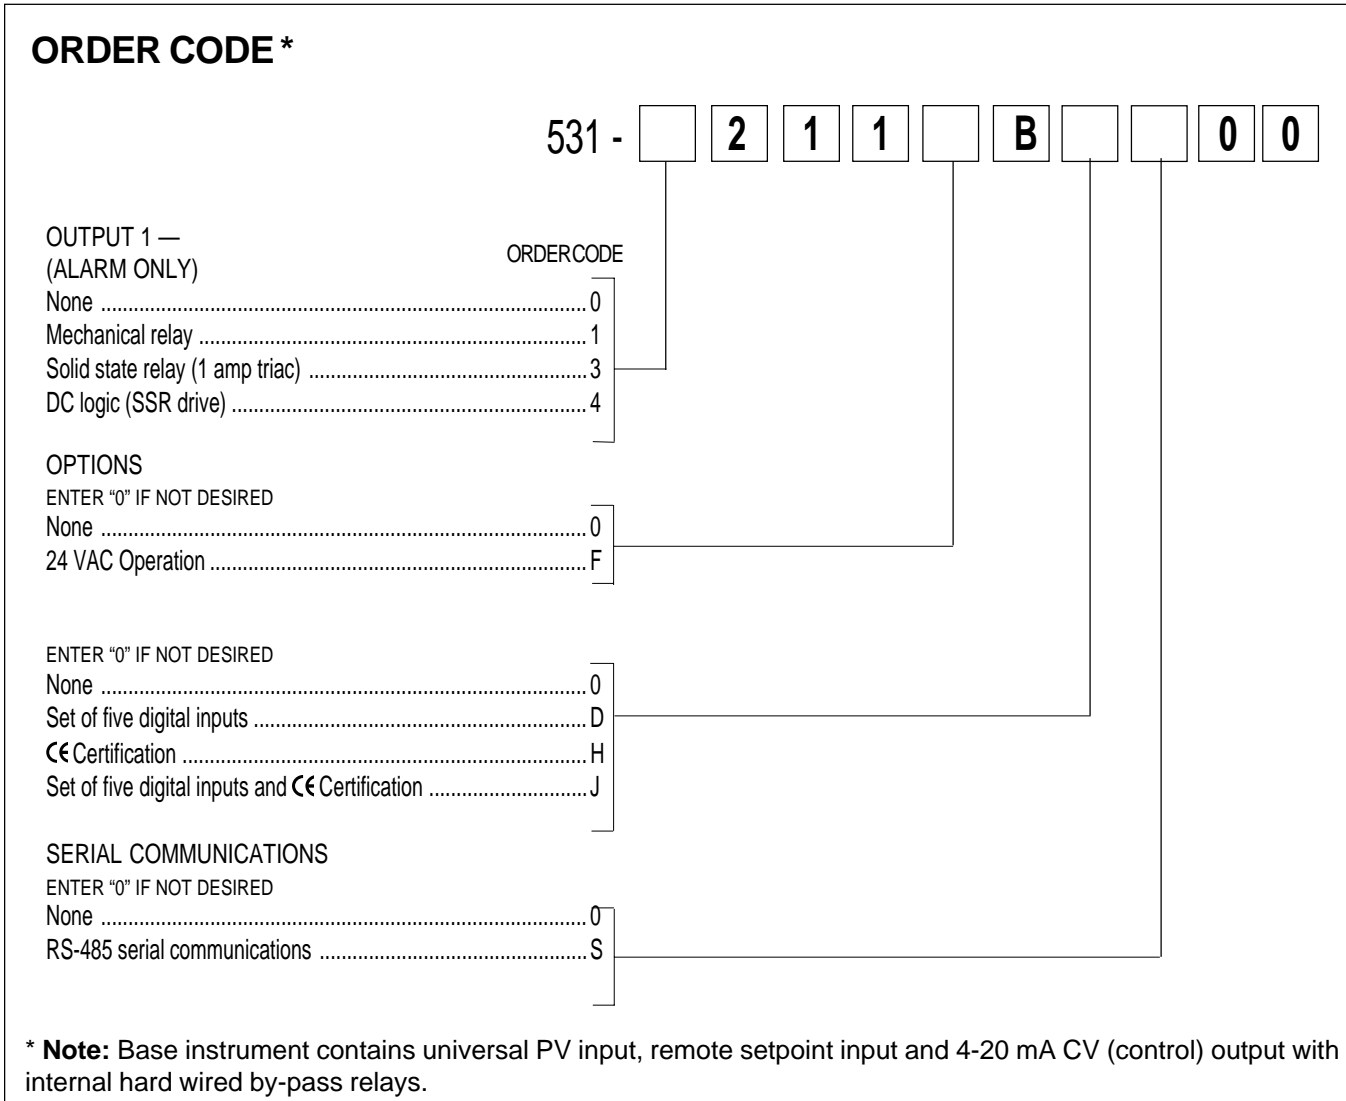 ORDER CODE *
531 - 2 1 1 B 0 0
OUTPUT 1 —
(ALARM ONLY)
ORDER CODE
None .......................................................................................... 0
Mechanical relay ........................................................................ 1
Solid state relay (1 amp triac) .................................................... 3
DC logic (SSR drive) .................................................................. 4
OPTIONS
ENTER “0” IF NOT DESIRED
None .......................................................................................... 0
24 VAC Operation ...................................................................... F
ENTER “0” IF NOT DESIRED
None .......................................................................................... 0
Set of five digital inputs .............................................................. D
CE Certification ........................................................................... H
Set of five digital inputs and CE Certification ............................. J
SERIAL COMMUNICATIONS
ENTER “0” IF NOT DESIRED
None .......................................................................................... 0
RS-485 serial communications .................................................. S
* Note: Base instrument contains universal PV input, remote setpoint input and 4-20 mA CV (control) output with
internal hard wired by-pass relays.